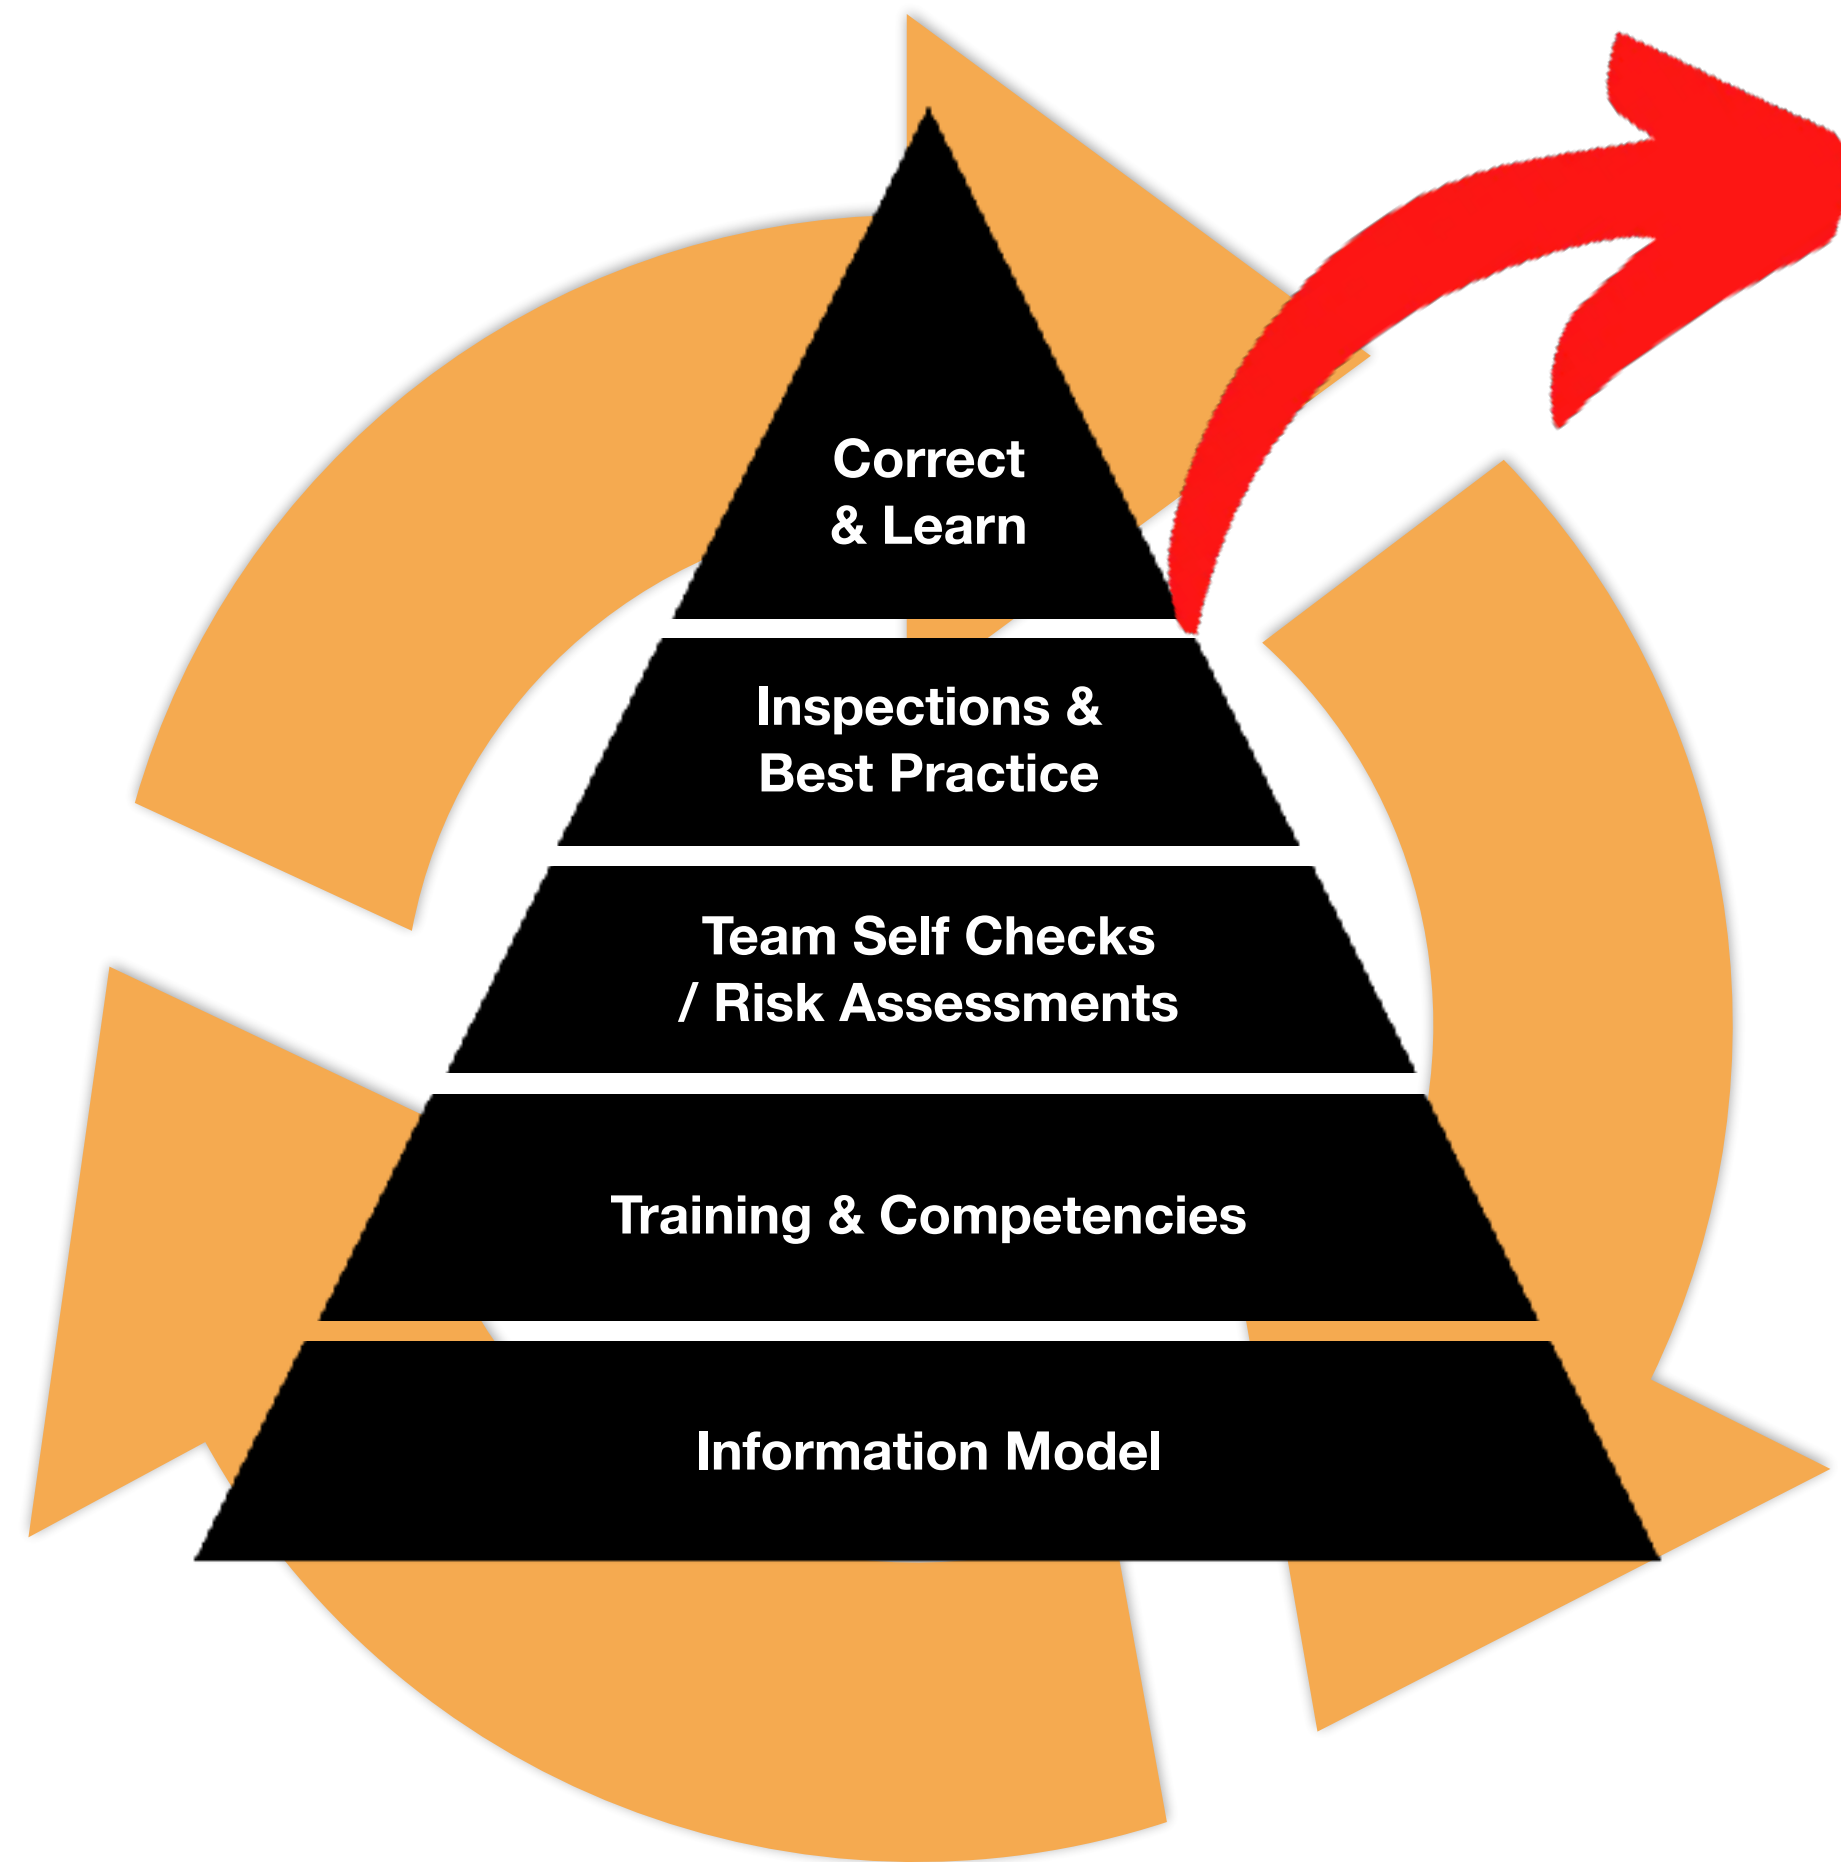 Correct
& Learn
Inspections &
Best Practice
Team Self Checks
/ Risk Assessments
Training & Competencies
Information Model